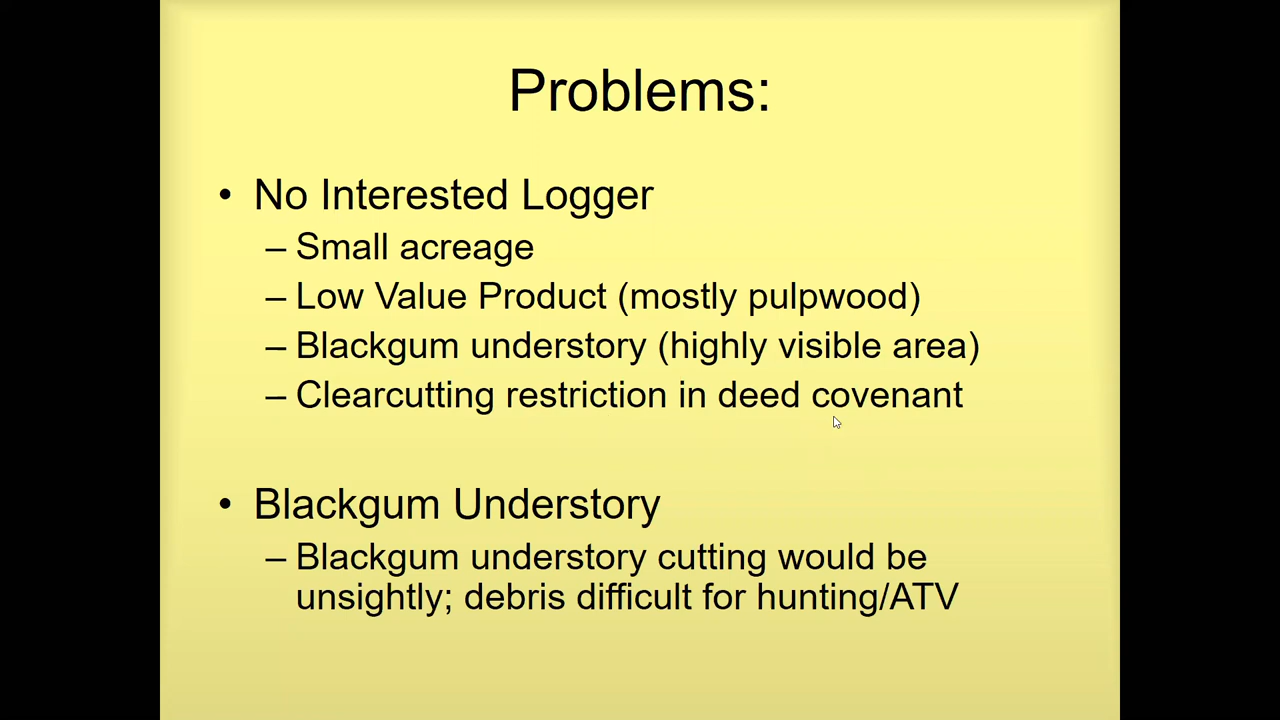 Problems:
• No Interested Logger
– Small acreage
– Low Value Product (mostly pulpwood)
– Blackgum understory (highly visible area)
– Clearcutting restriction in deed covenant
• Blackgum Understory
– Blackgum understory cutting would be
unsightly; debris difficult for hunting/ATV